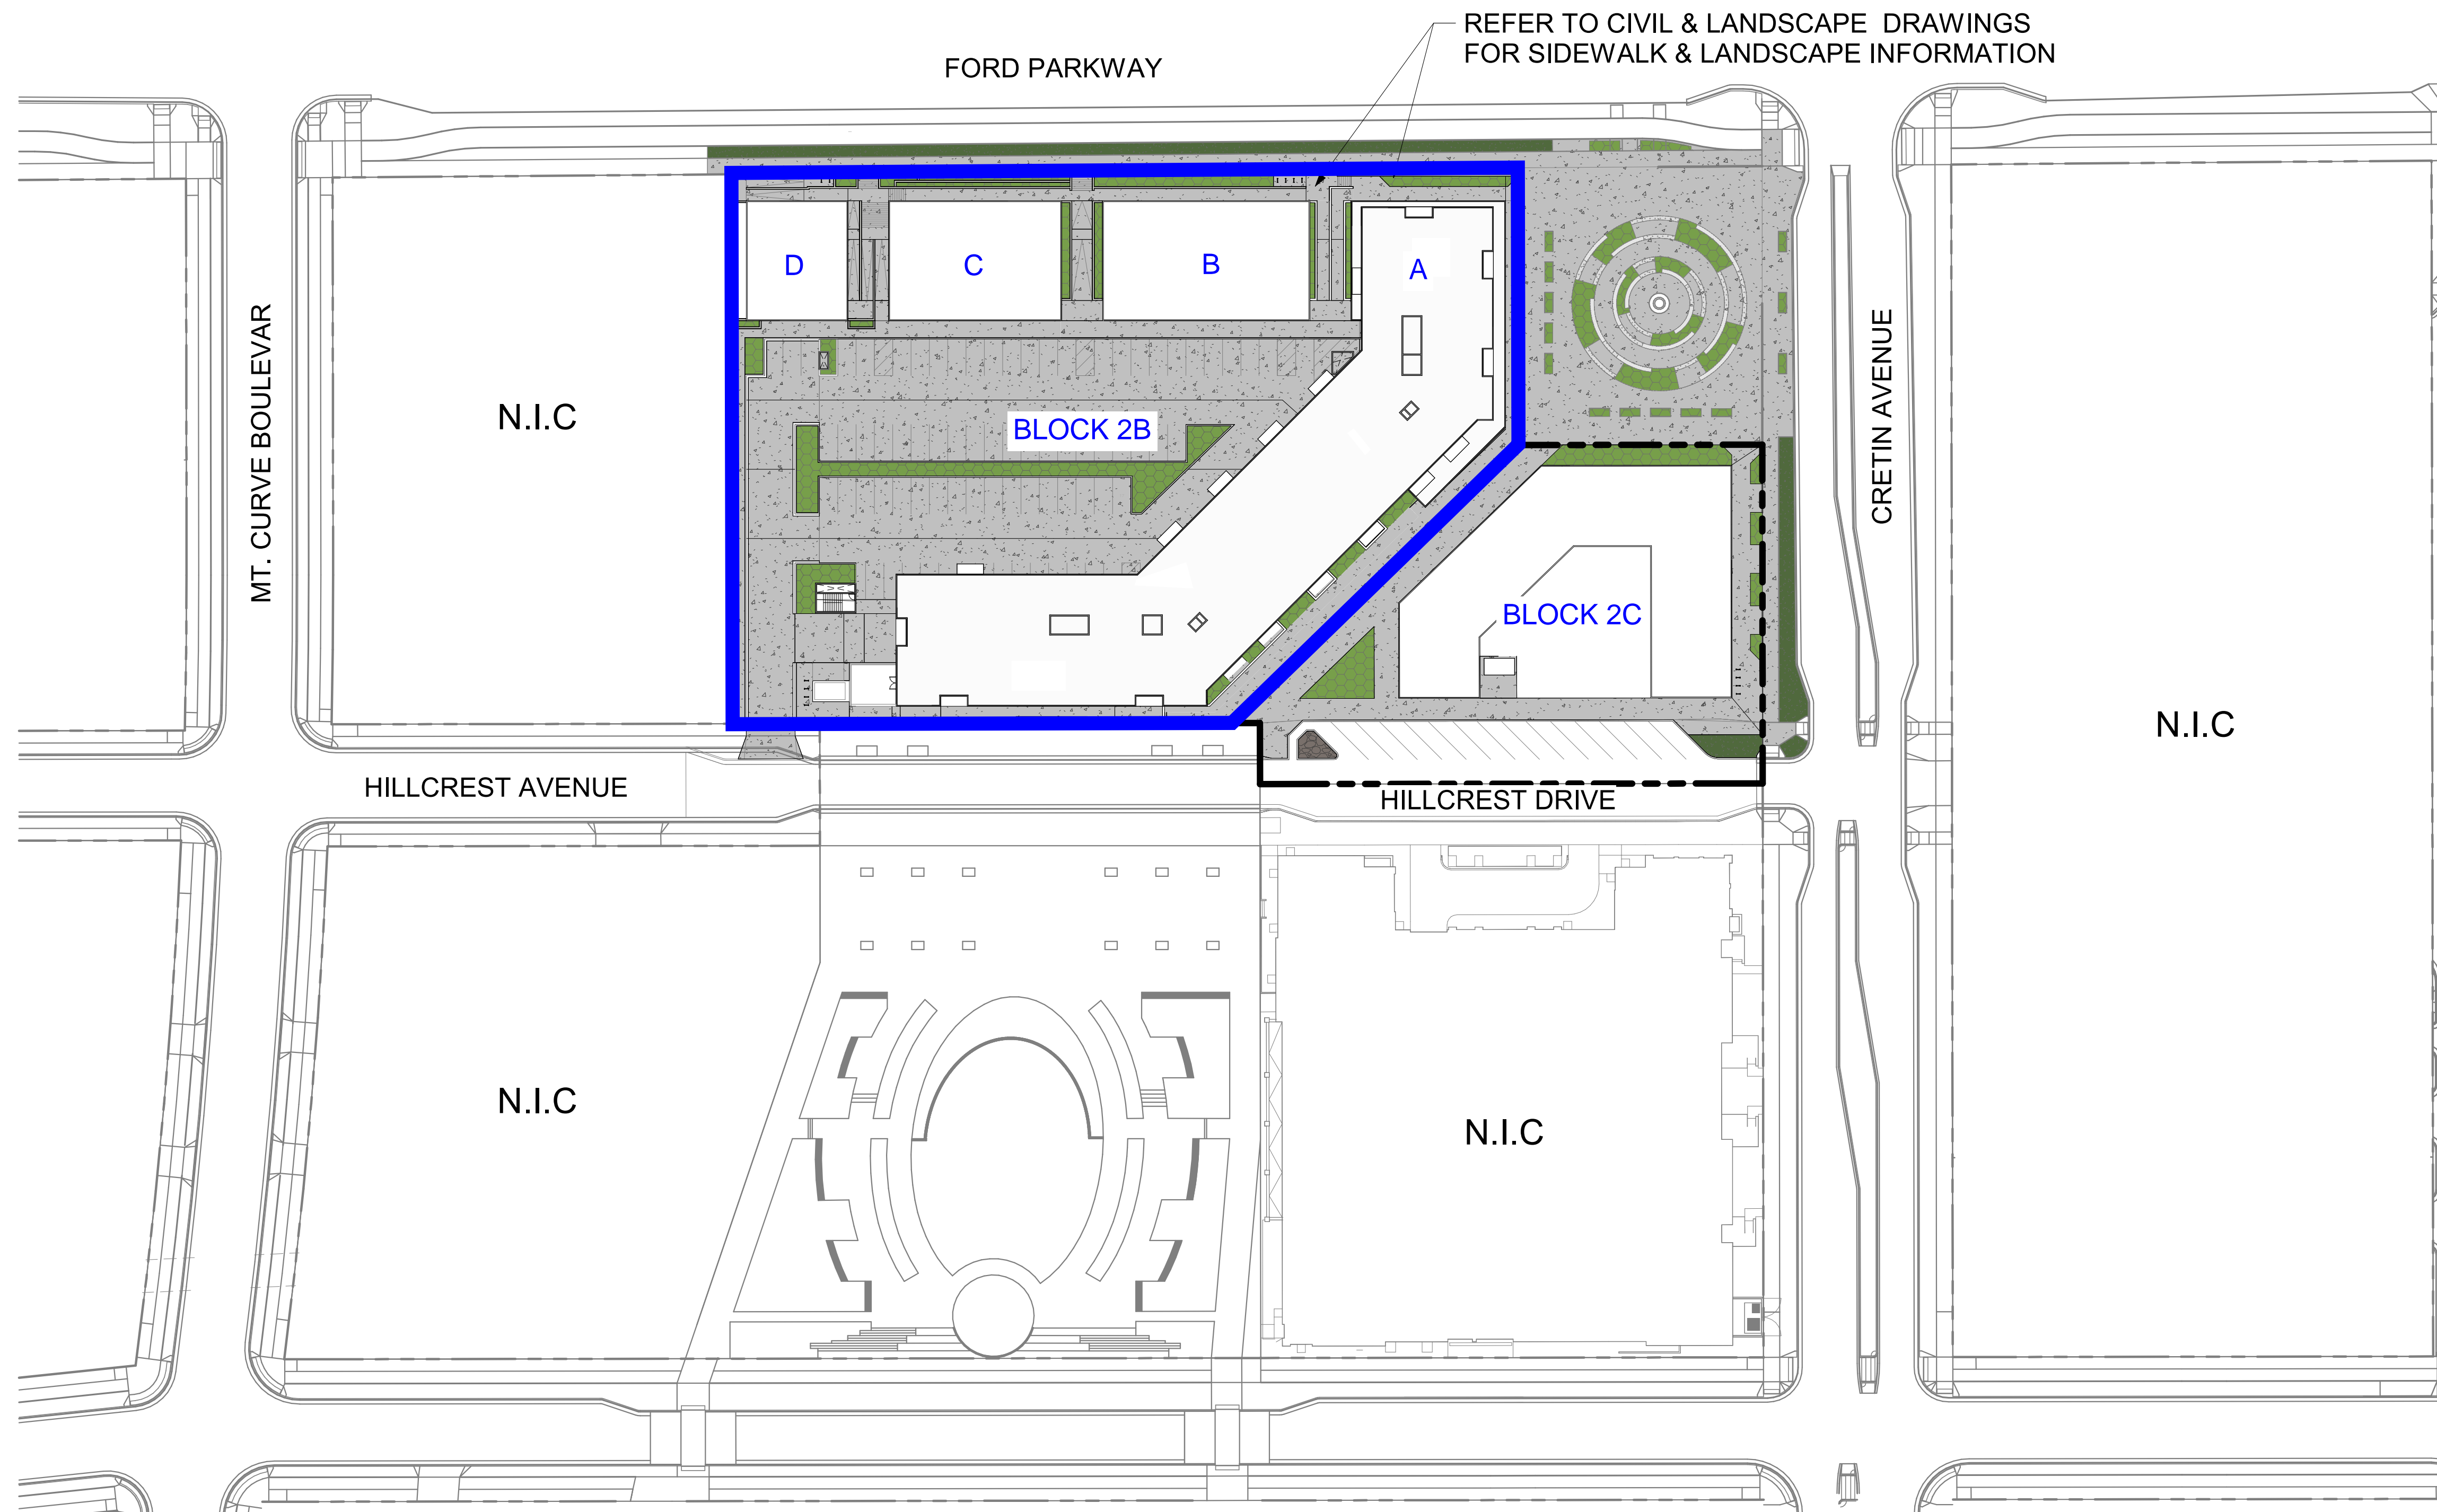 REFER TO CIVIL & LANDSCAPE DRAWINGS
FOR SIDEWALK & LANDSCAPE INFORMATION
FORD PARKWAY
D
C
B
A
MT. CURVE BOULEVAR
CRETIN AVENUE
N.I.C
BLOCK 2B
BLOCK 2C
N.I.C
HILLCREST AVENUE
HILLCREST DRIVE
N.I.C
N.I.C